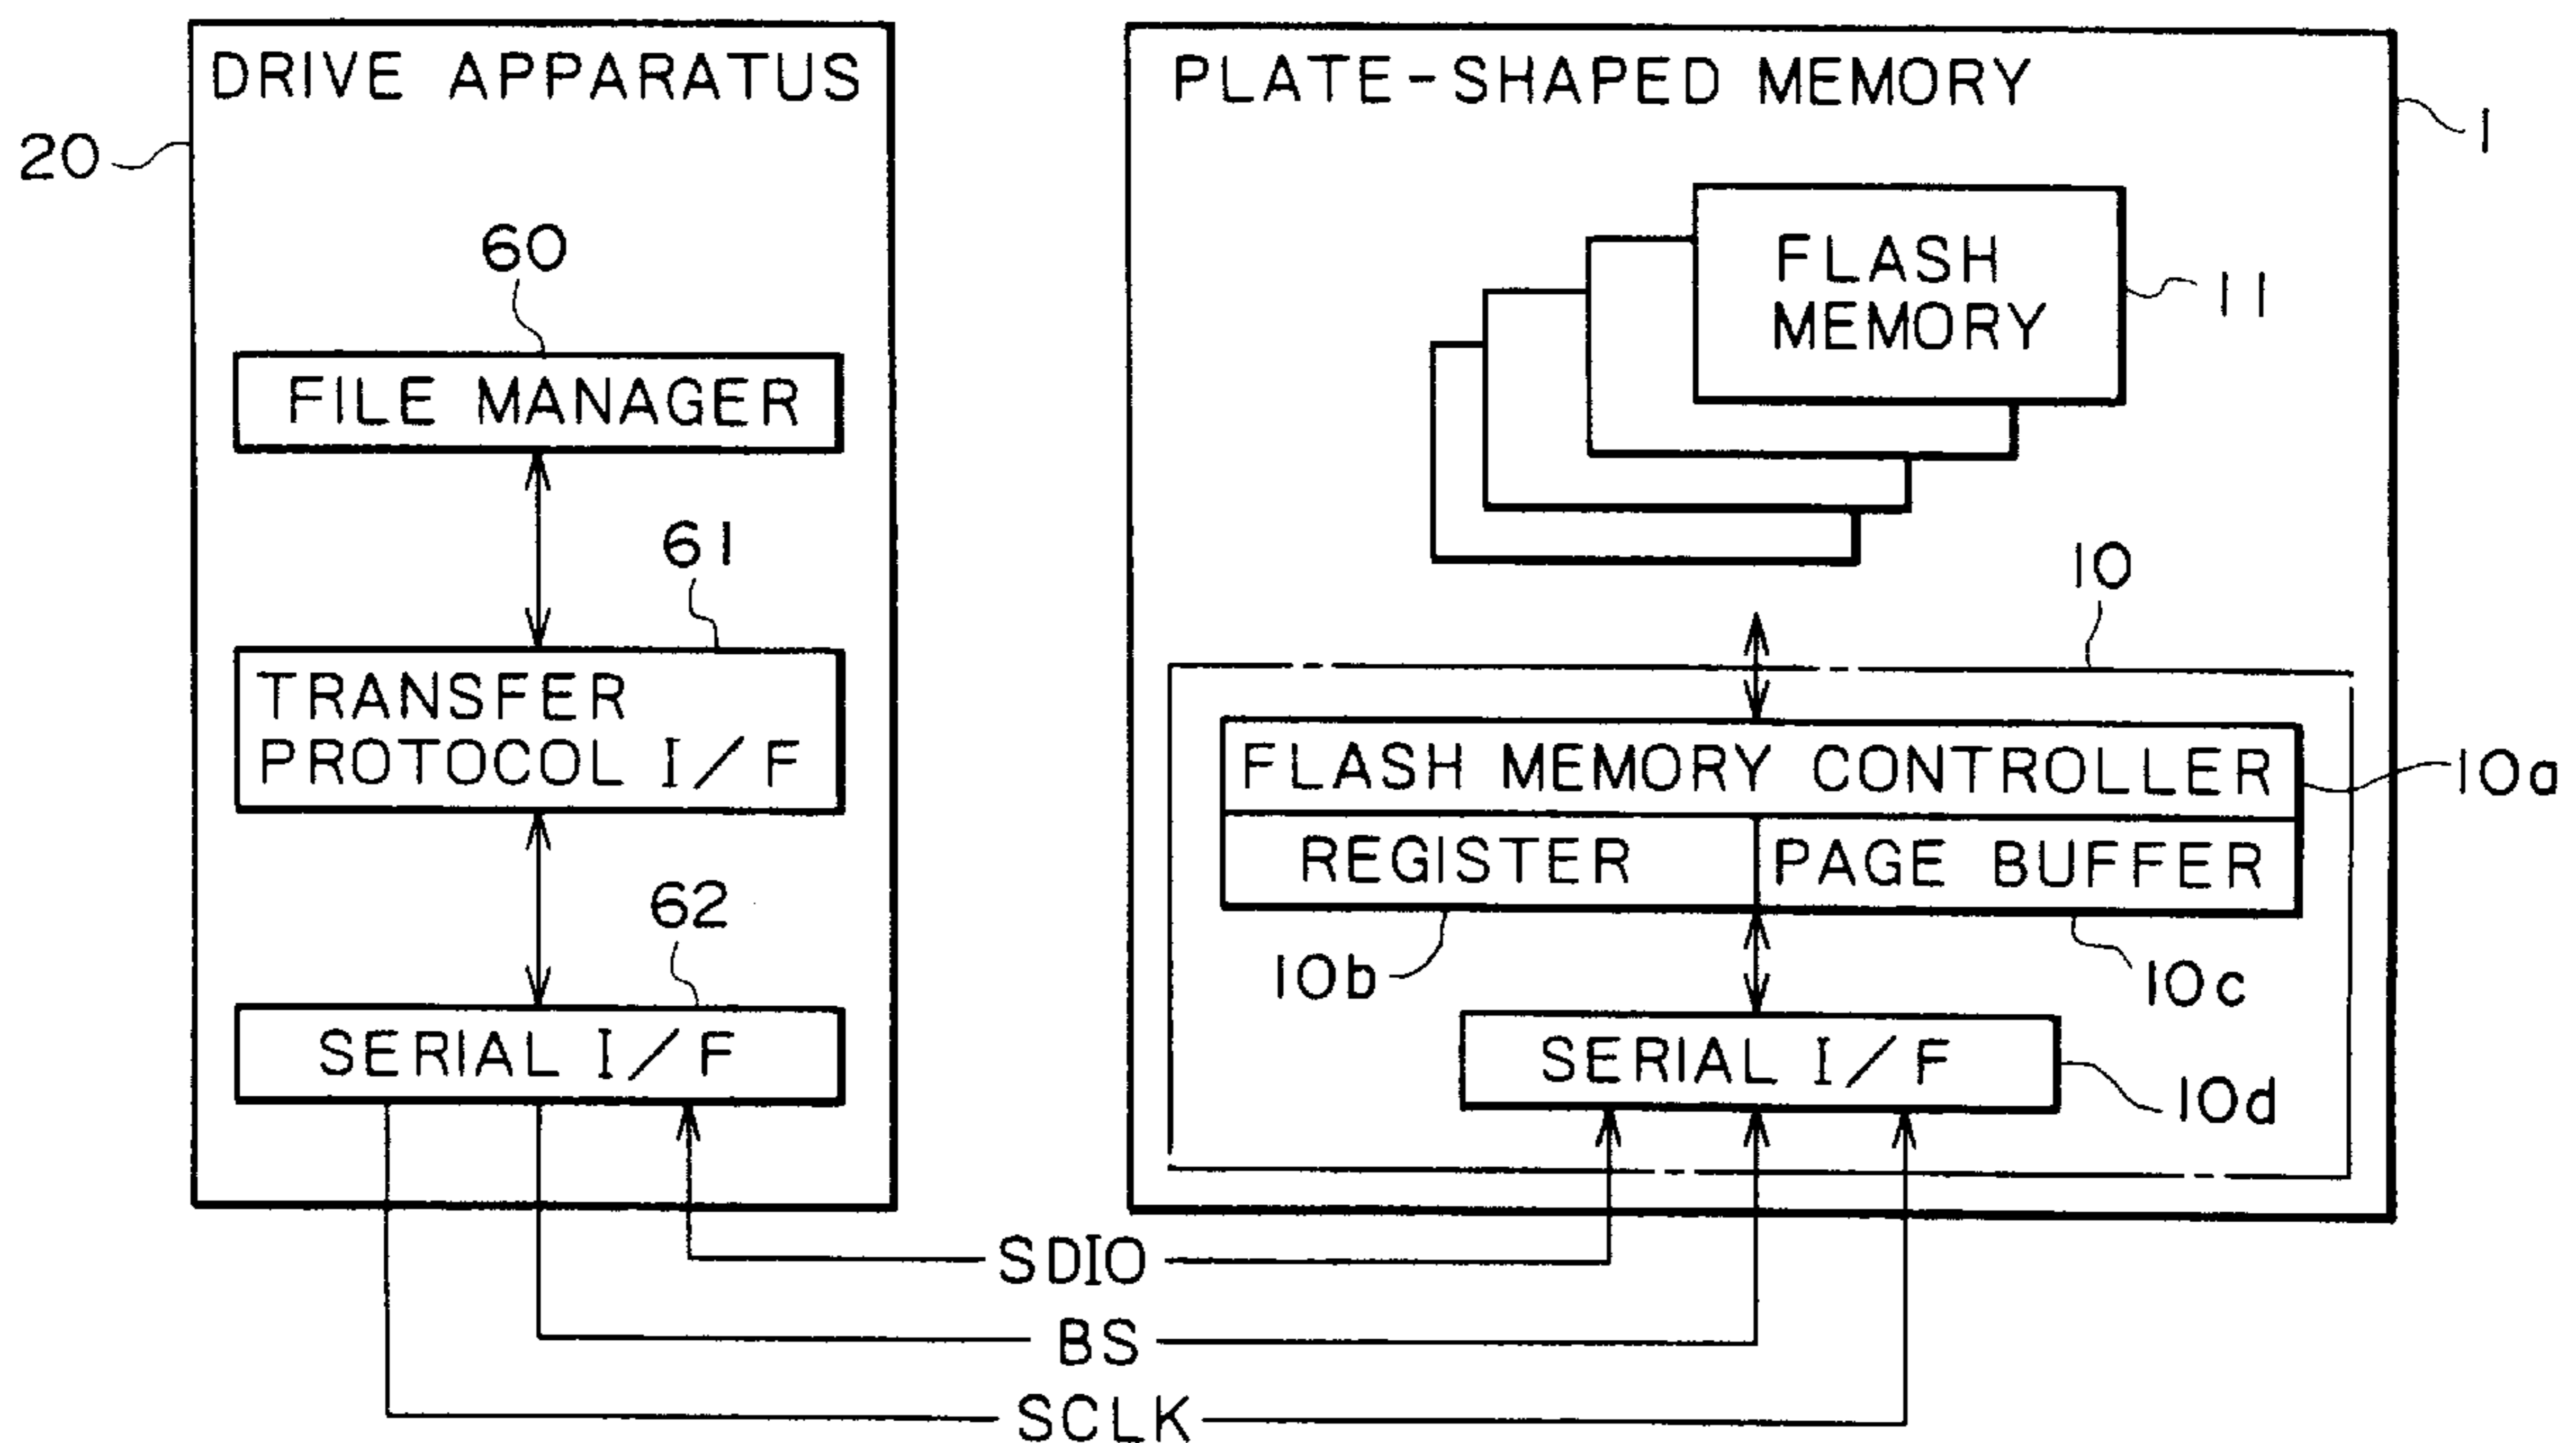 DRIVE APPARATUS
20
60
FILE MANAGER
61
TRANSFER
PROTOCOL I/F
62
SERIAL I/F
PLATE-SHAPED MEMORY
1
FLASH
MEMORY
11
10
FLASH MEMORY CONTROLLER
10a
REGISTER
PAGE BUFFER
10b
10c
SERIAL I/F
10d
SDIO
BS
SCLK